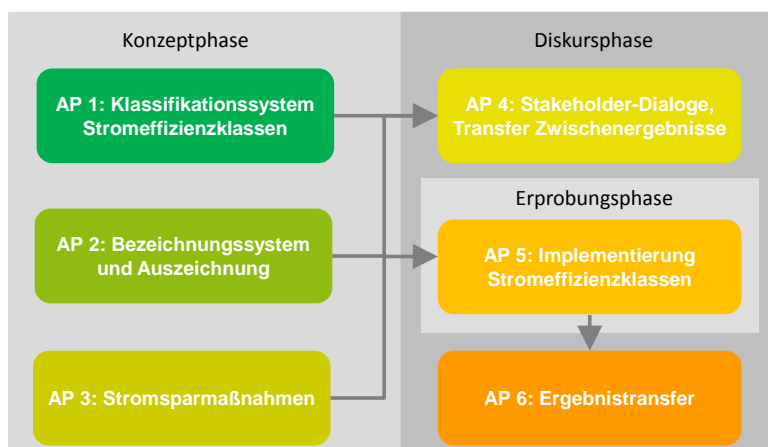 Konzeptphase
AP 1: Klassifikationssystem
Stromeffizienzklassen
AP 2: Bezeichnungssystem
und Auszeichnung
AP 3: Stromsparmaßnahmen
Diskursphase
AP 4: Stakeholder-Dialoge,
Transfer Zwischenergebnisse
Erprobungsphase
AP 5: Implementierung
Stromeffizienzklassen
AP 6: Ergebnistransfer